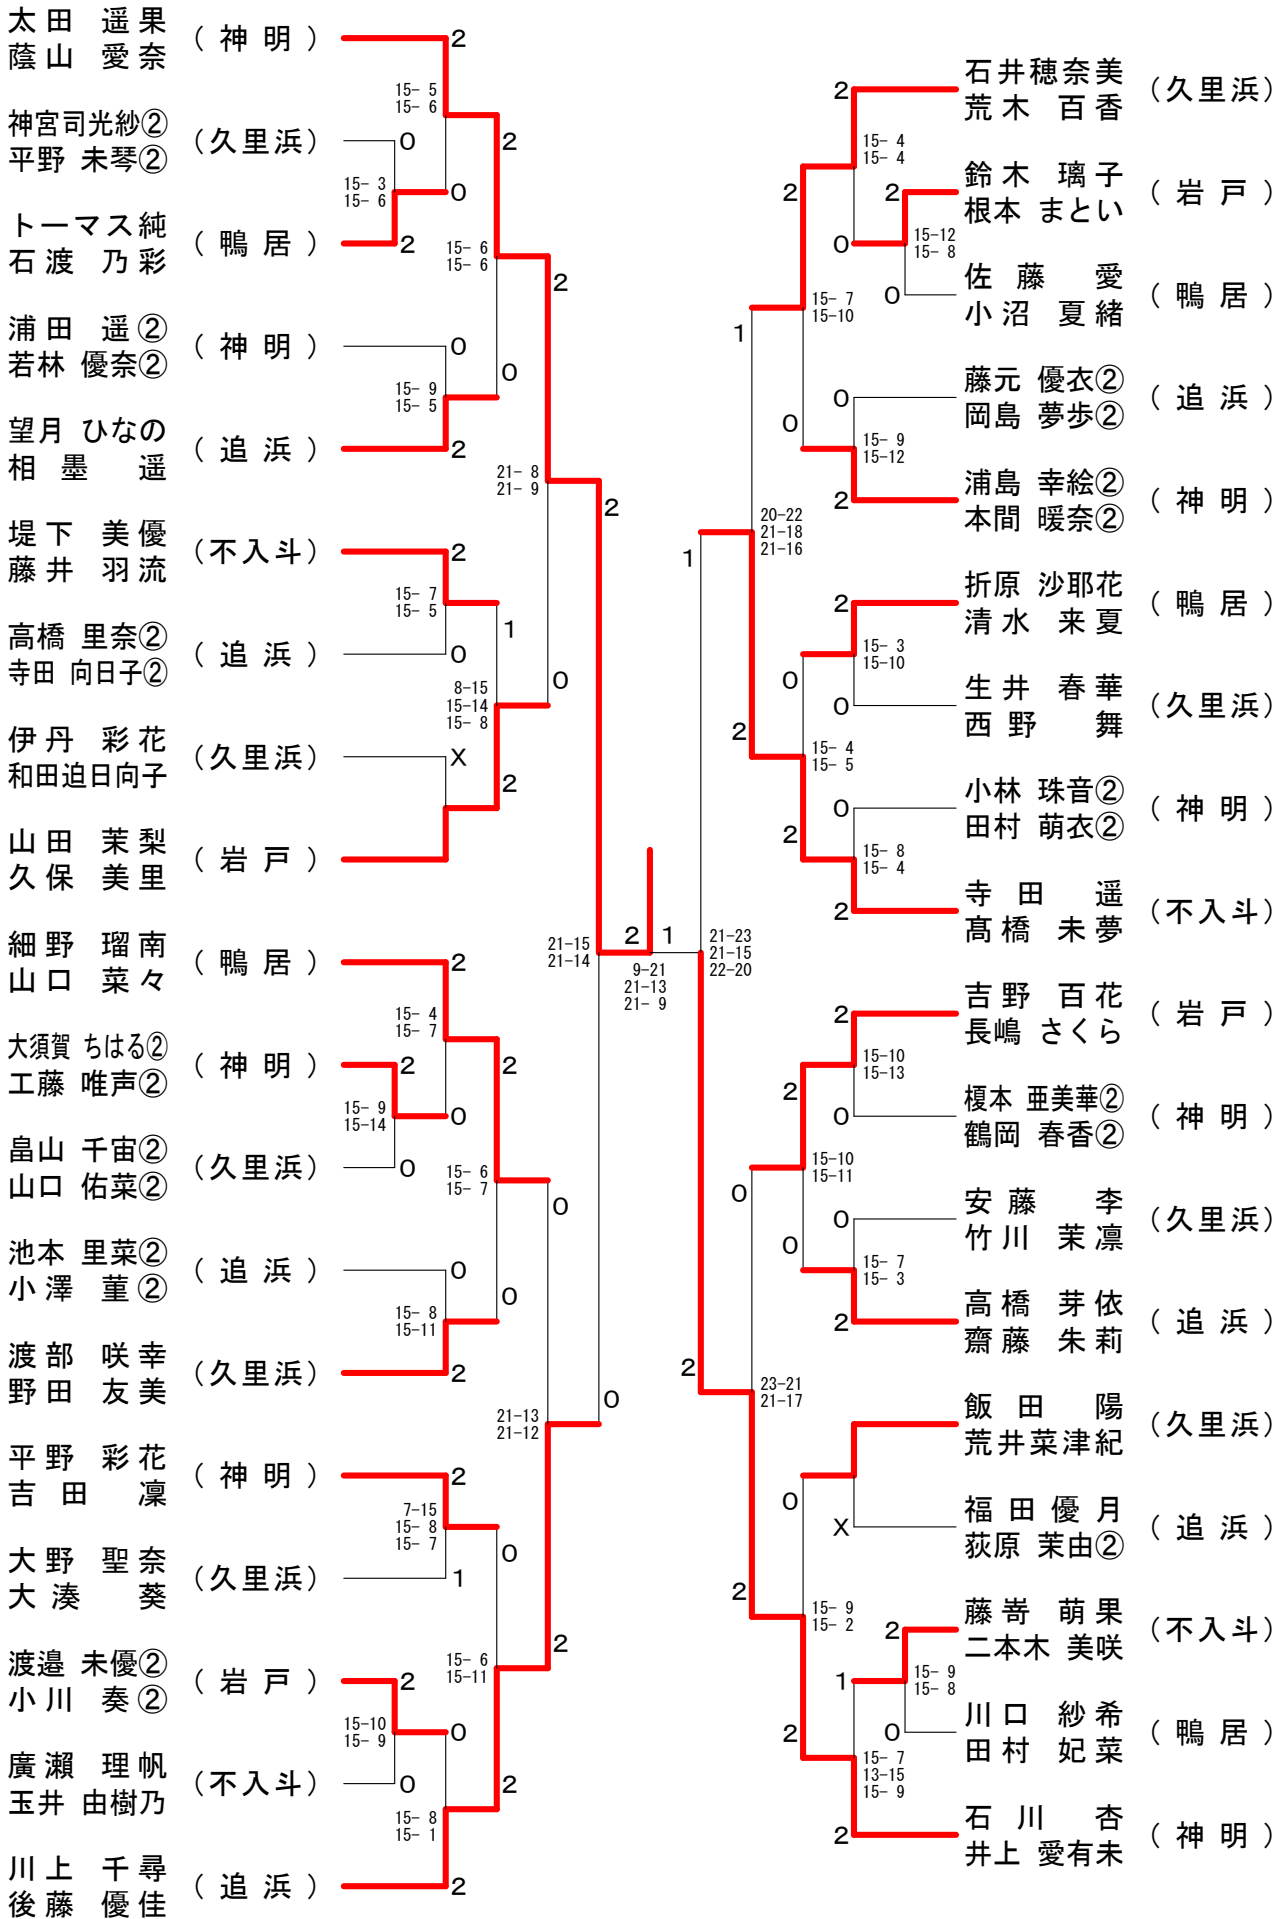 太田 遥果
蔭山 愛奈
(神明)
2
15- 5
15- 6
神宮司光紗②
平野 未琴②
(久里浜)
0
2
15- 3
15- 6
0
トーマス純
石渡 乃彩
(鴨居)
2
15- 6
15- 6
2
浦田 遥②
若林 優奈②
(神明)
0
0
15- 9
15- 5
望月 ひなの
相墨 遥
(追浜)
2
21- 8
21- 9
2
堤下 美優
藤井 羽流
(不入斗)
2
15- 7
15- 5
1
高橋 里奈②
寺田 向日子②
(追浜)
0
0
8-15
15-14
15- 8
伊丹 彩花
和田迫日向子
(久里浜)
X
2
山田 茉梨
久保 美里
(岩戸)
細野 瑠南
山口 菜々
(鴨居)
2
21-15
21-14
15- 4
15- 7
大須賀 ちはる②
工藤 唯声②
(神明)
2
2
15- 9
15-14
0
畠山 千宙②
山口 佑菜②
(久里浜)
0
15- 6
15- 7
0
池本 里菜②
小澤 菫②
(追浜)
0
0
15- 8
15-11
渡部 咲幸
野田 友美
(久里浜)
2
21-13
21-12
0
平野 彩花
吉田 凜
(神明)
2
7-15
15- 8
15- 7
0
大野 聖奈
大湊 葵
(久里浜)
1
2
渡邉 未優②
小川 奏②
(岩戸)
2
15- 6
15-11
15-10
15- 9
0
廣瀬 理帆
玉井 由樹乃
(不入斗)
0
2
15- 8
15- 1
川上 千尋
後藤 優佳
(追浜)
2
2
1
9-21
21-13
21- 9
石井穂奈美
荒木 百香
(久里浜)
2
15- 4
15- 4
鈴木 璃子
根本 まとい
(岩戸)
2
2
15-12
15- 8
0
佐藤 愛
小沼 夏緒
(鴨居)
0
15- 7
15-10
1
藤元 優衣②
岡島 夢歩②
(追浜)
0
0
15- 9
15-12
浦島 幸絵②
本間 暖奈②
(神明)
2
20-22
21-18
21-16
1
折原 沙耶花
清水 来夏
(鴨居)
2
15- 3
15-10
0
生井 春華
西野 舞
(久里浜)
0
2
15- 4
15- 5
小林 珠音②
田村 萌衣②
(神明)
0
2
15- 8
15- 4
寺田 遥
髙橋 未夢
(不入斗)
2
21-23
21-15
22-20
吉野 百花
長嶋 さくら
(岩戸)
2
15-10
15-13
2
榎本 亜美華②
鶴岡 春香②
(神明)
0
15-10
15-11
0
安藤 李
竹川 茉凛
(久里浜)
0
0
15- 7
15- 3
高橋 芽依
齋藤 朱莉
(追浜)
2
2
23-21
21-17
飯田 陽
荒井菜津紀
(久里浜)
0
福田優月
荻原 茉由②
(追浜)
X
2
15- 9
15- 2
藤嵜 萌果
二本木 美咲
(不入斗)
2
1
15- 9
15- 8
川口 紗希
田村 妃菜
(鴨居)
0
2
15- 7
13-15
15- 9
石川 杏
井上 愛有未
(神明)
2